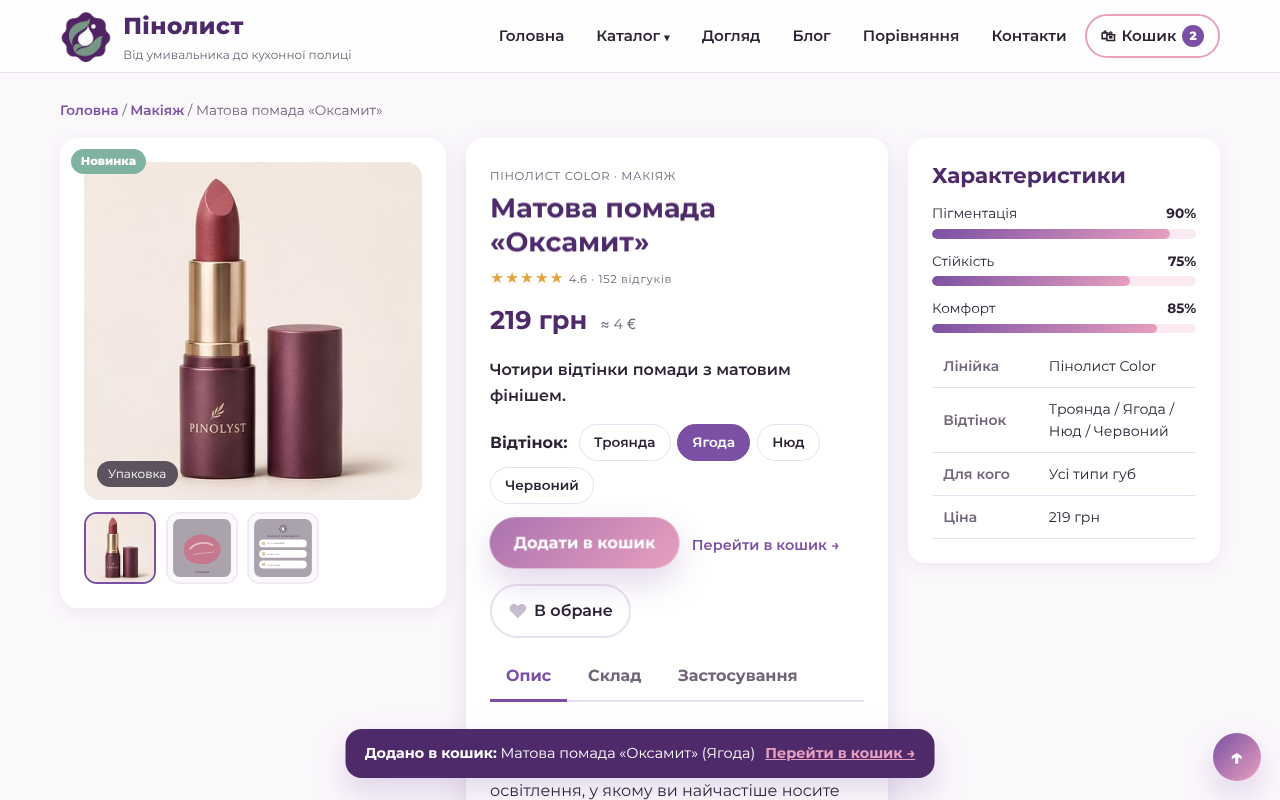 Пінолист
Від умивальника до кухонної полиці
Головна
Каталог ▾
Догляд
Блог
Порівняння
Контакти
Кошик 2
Головна / Макіяж / Матова помада «Оксамит»
Новинка
PINOLYST
Упаковка
ПІНОЛИСТ COLOR · МАКІЯЖ
Матова помада
«Оксамит»
★★★★★ 4.6 · 152 відгуків
219 грн ≈ 4 €
Чотири відтінки помади з матовим
фінішем.
Відтінок: Троянда Ягода Нюд
Червоний
Додати в кошик Перейти в кошик →
В обране
Опис Склад Застосування
освітлення, у якому ви найчастіше носите
Характеристики
Пігментація 90%
Стійкість 75%
Комфорт 85%
Лінійка Пінолист Color
Відтінок Троянда / Ягода /
Нюд / Червоний
Для кого Усі типи губ
Ціна 219 грн
Додано в кошик: Матова помада «Оксамит» (Ягода) Перейти в кошик →